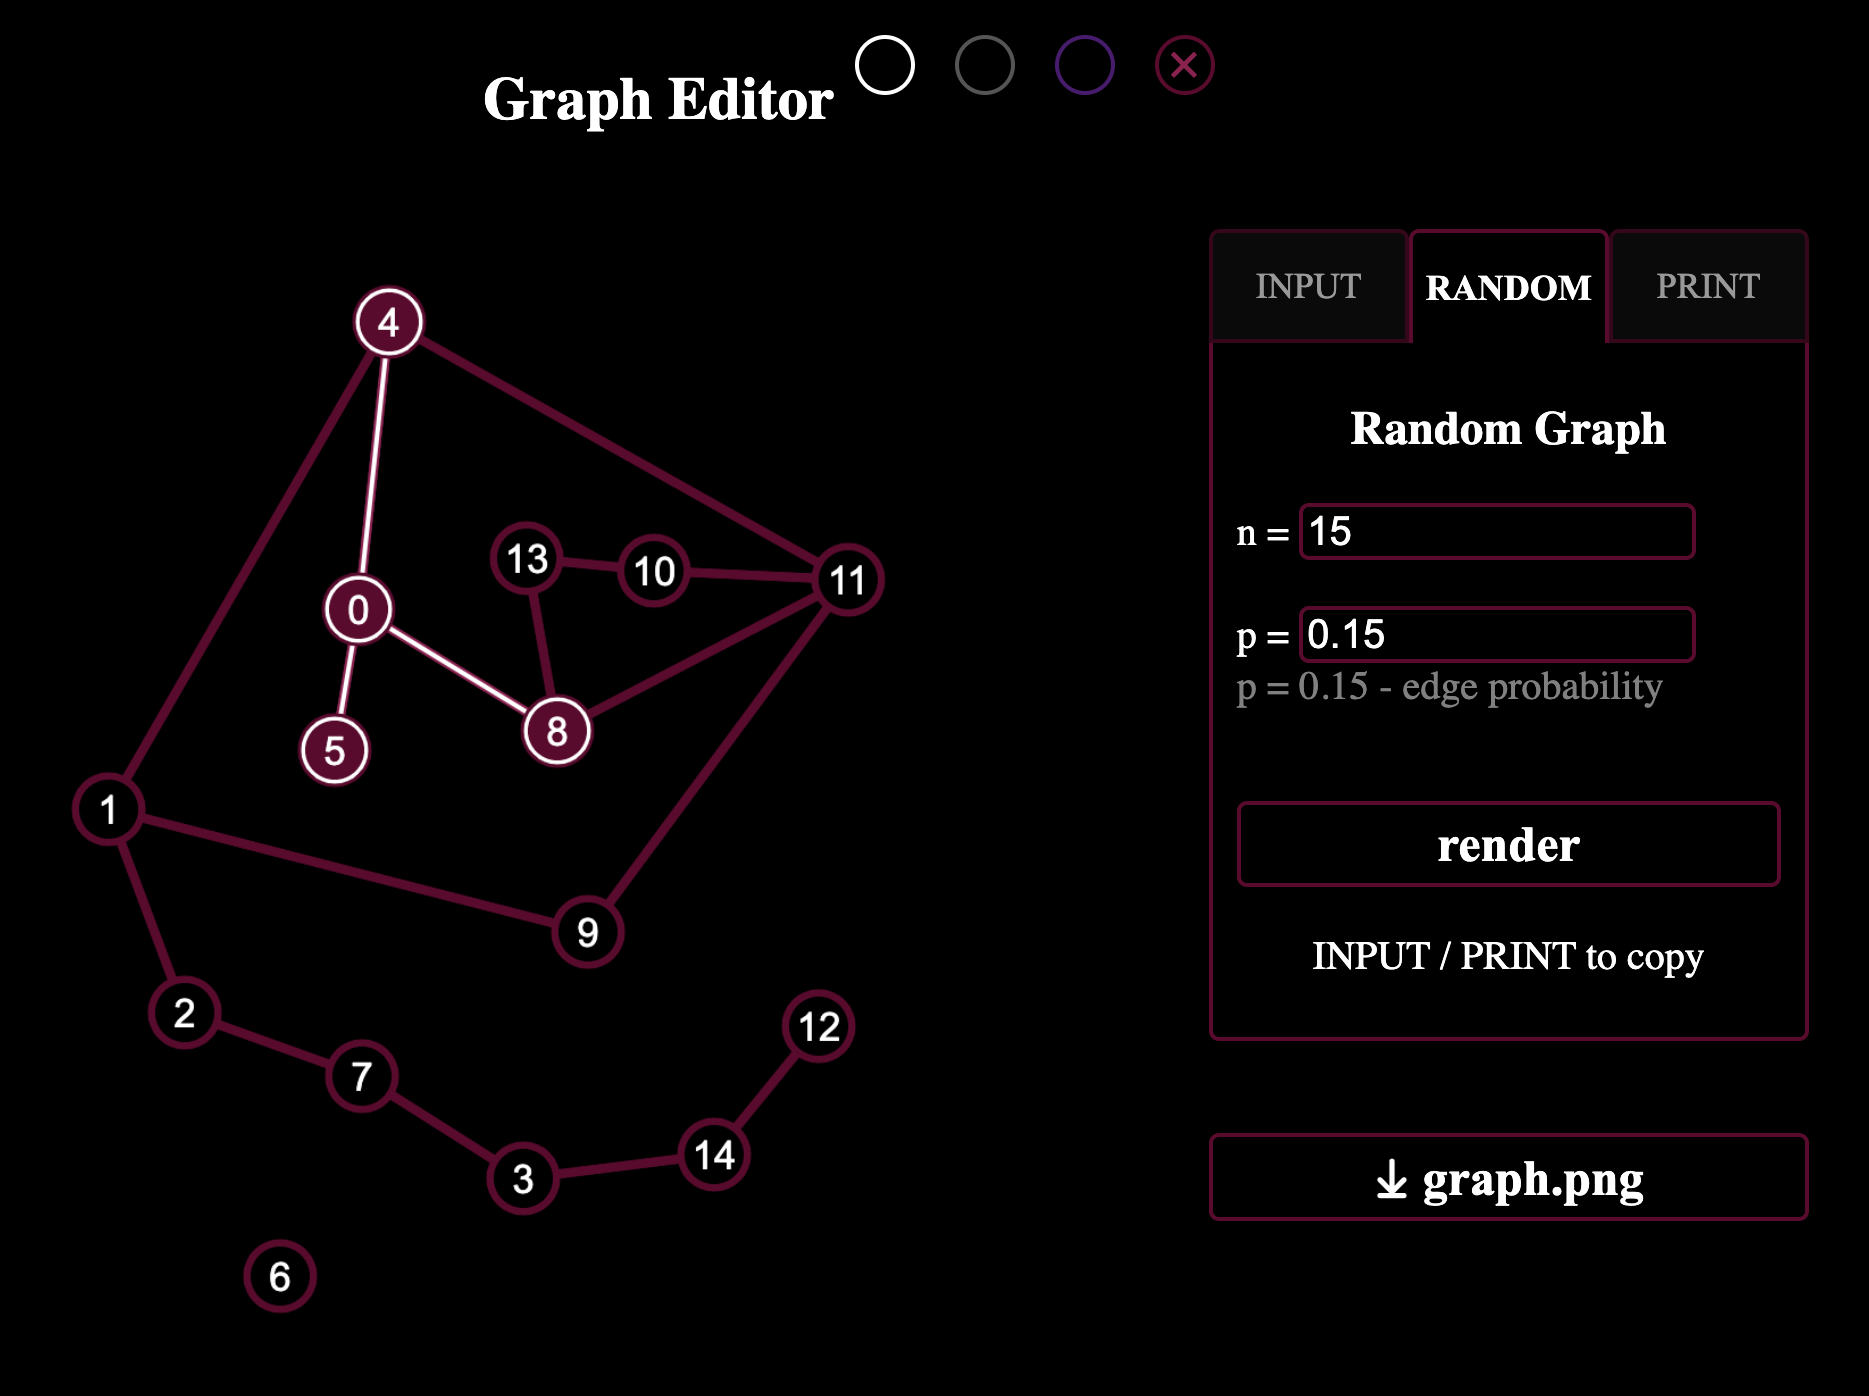 Graph Editor
INPUT RANDOM PRINT
Random Graph
n = 15
p = 0.15
p = 0.15 - edge probability
render
INPUT / PRINT to copy
graph.png
4
13
10
11
0
8
5
1
9
2
12
7
14
3
6